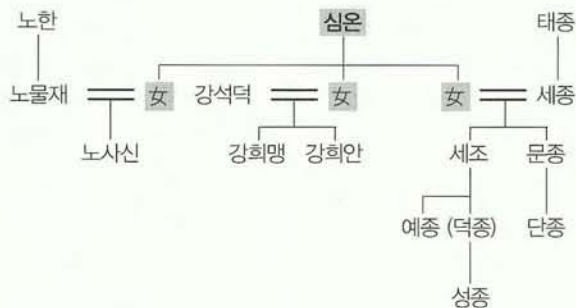 노한 심온 태종
노물재 女 강석덕 女 女 세종
노사신 강희맹 강희안 세조 문종
예종 (덕종) 단종
성종